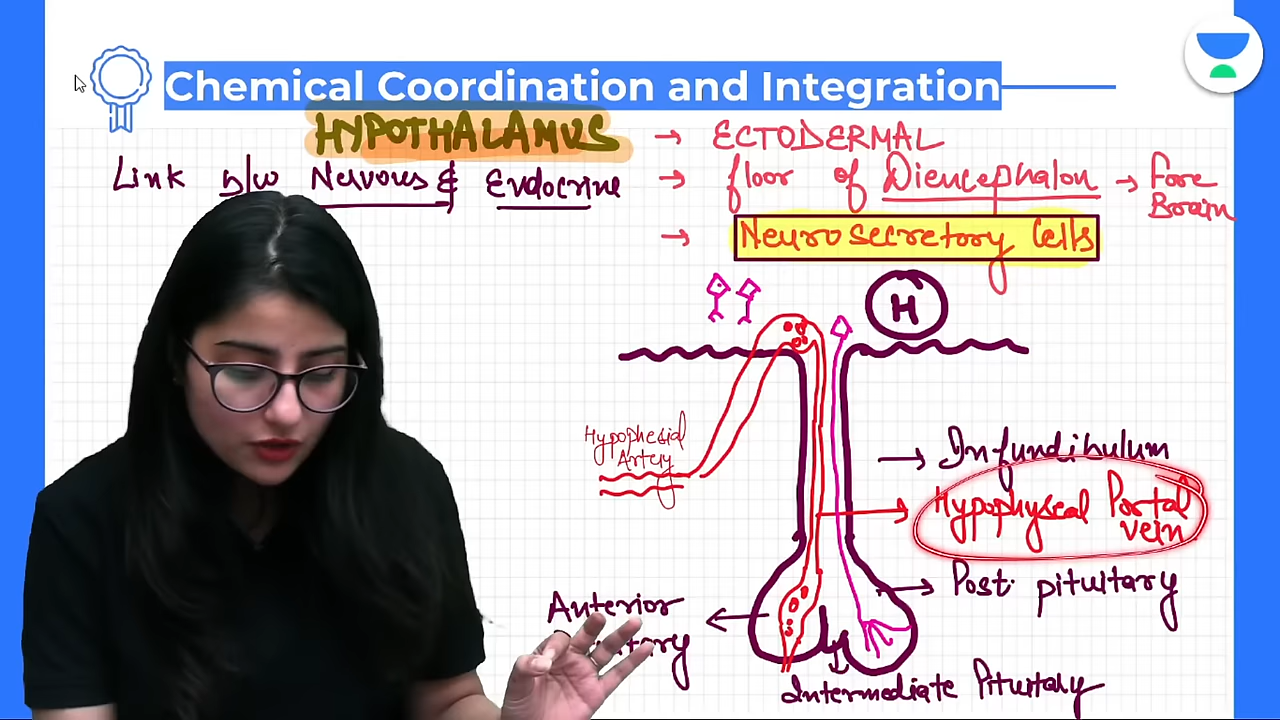 Chemical Coordination and Integration
HYPOTHALAMUS
Link b/w Nervous & Endocrine
→ ECTODERMAL
→ floor of Diencephalon → Fore
Brain
→ Neurosecretory Cells
H
Hypophesial
Artery
→ Infundibulum
Hypophyseal Portal
vein
Post. pituitary
Anterior
Intermediate Pituitary